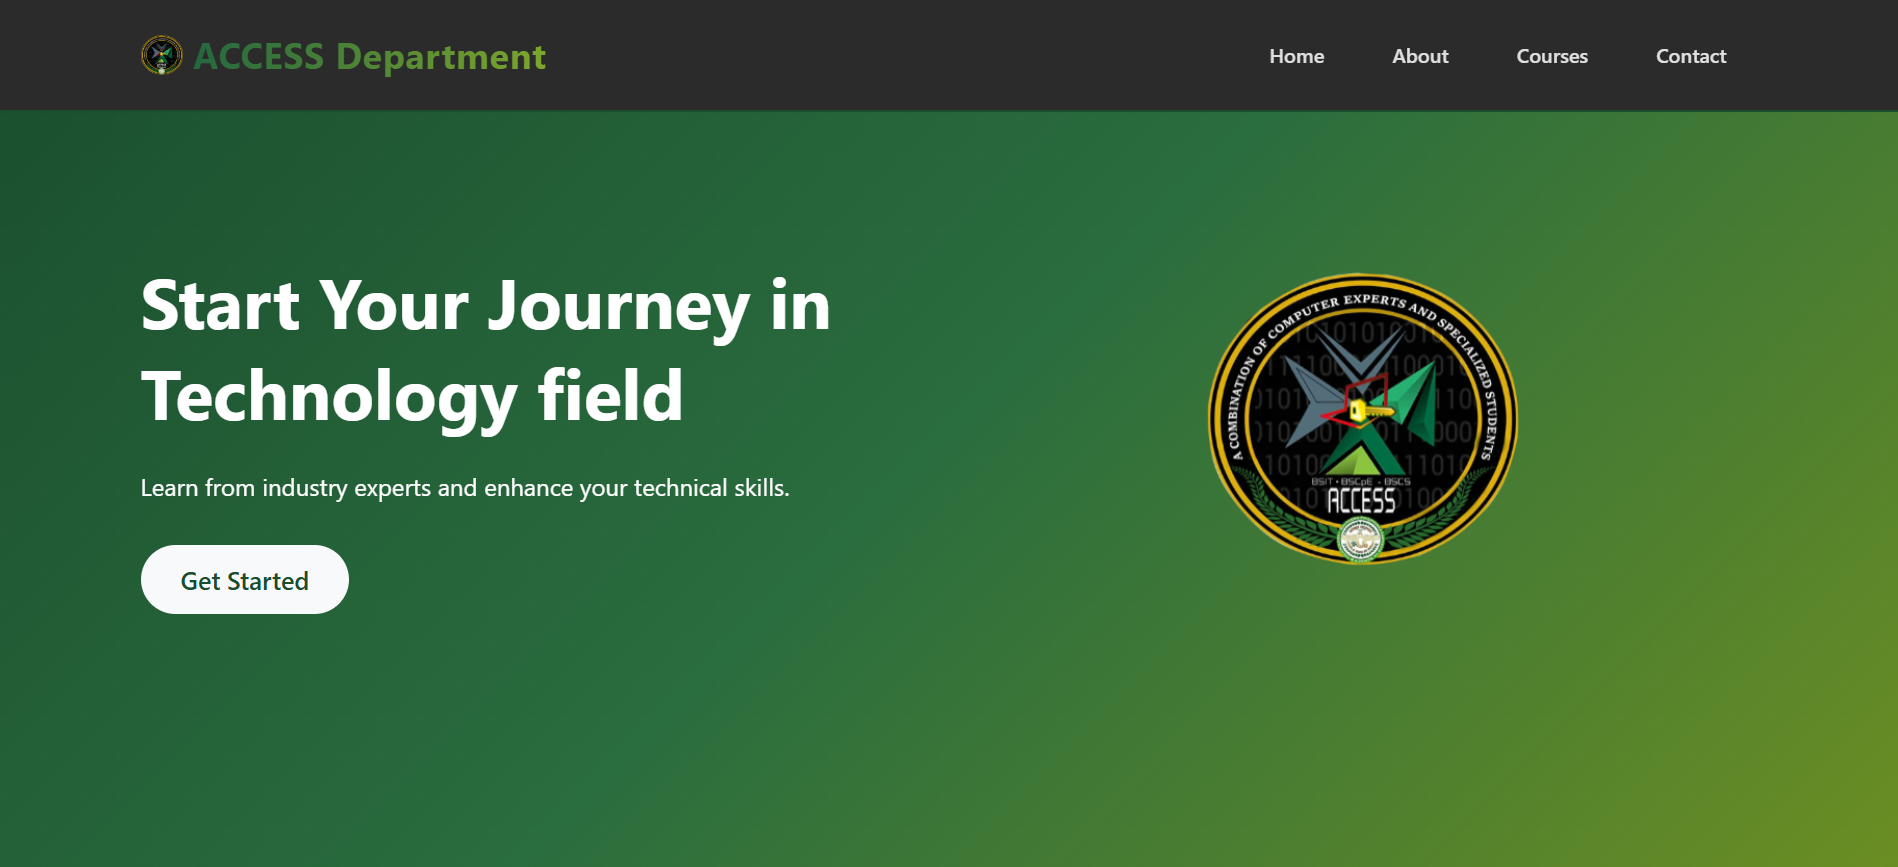 ACCESS Department
Home
About
Courses
Contact
Start Your Journey in
Technology field
Learn from industry experts and enhance your technical skills.
Get Started
A COMBINATION OF COMPUTER EXPERTS AND SPECIALIZED STUDENTS
BSIT • BSCpE - BSCS
ACCESS